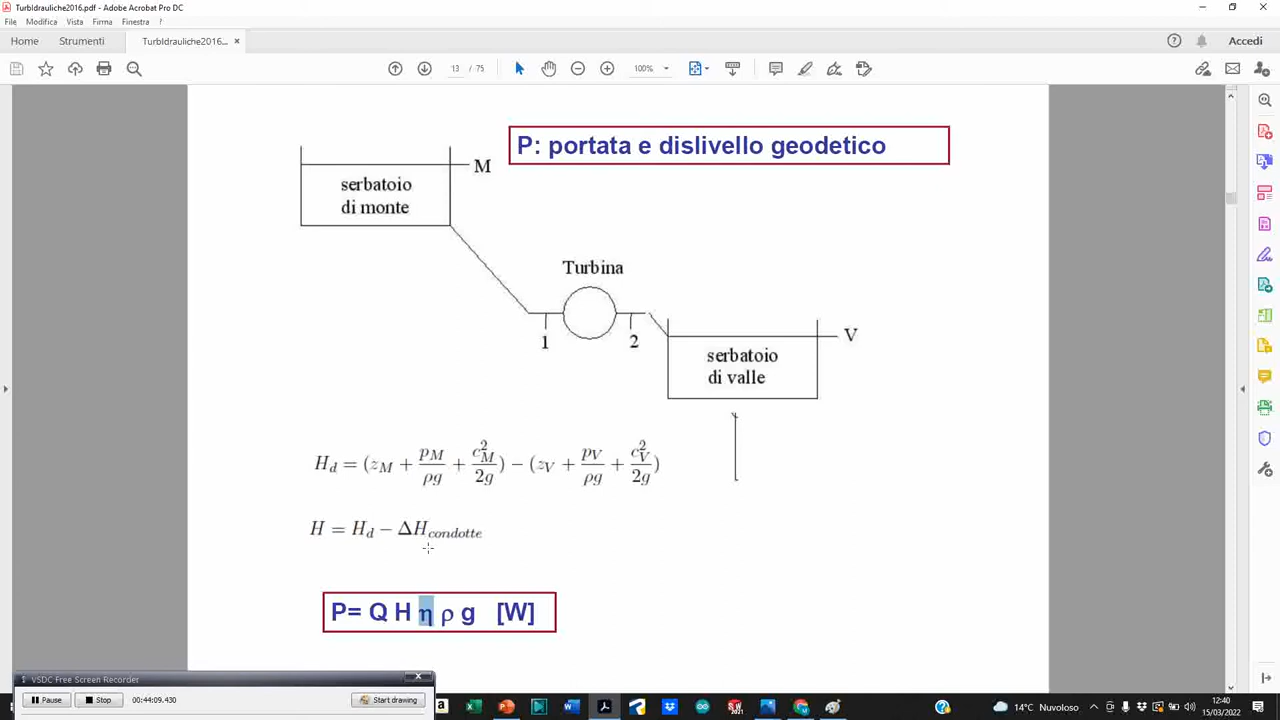 TurbIdrauliche2016.pdf - Adobe Acrobat Pro DC
File Modifica Vista Firma Finestra ?
Home Strumenti TurbIdrauliche2016... × Accedi
13 / 75 100%
P: portata e dislivello geodetico
M
serbatoio
di monte
Turbina
1 2
V
serbatoio
di valle
H_d = (z_M + p_M/ρg + c_M^2/2g) − (z_V + p_V/ρg + c_V^2/2g)
H = H_d − ΔH_condotte
P= Q H η ρ g [W]
VSDC Free Screen Recorder
Pause Stop 00:44:09.430 Start drawing
14°C Nuvoloso 12:40
15/03/2022